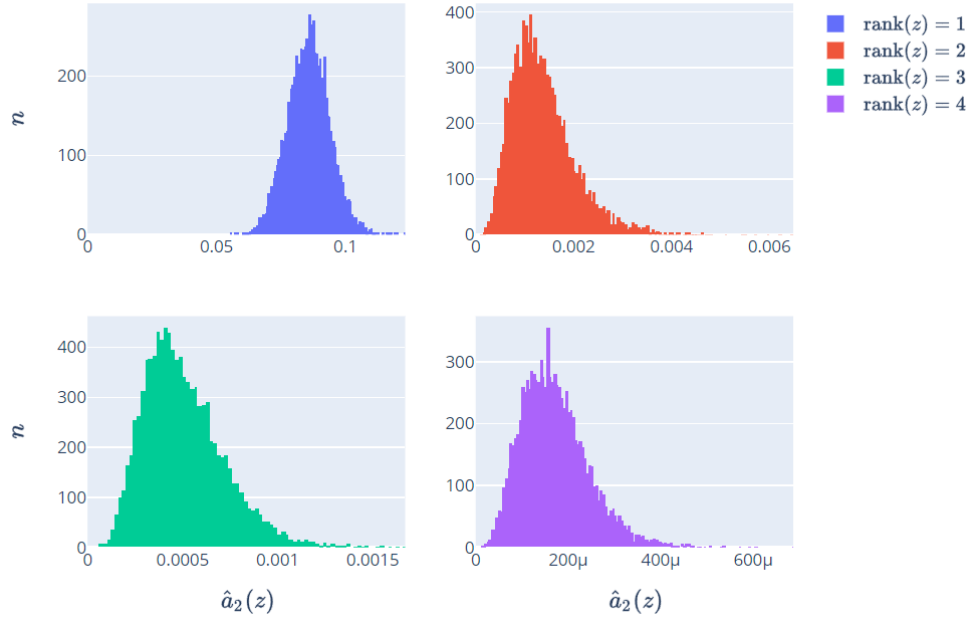 n
200
100
0
0
0.05
0.1
400
300
200
100
0
0
0.002
0.004
0.006
rank(z) = 1
rank(z) = 2
rank(z) = 3
rank(z) = 4
n
400
300
200
100
0
0
0.0005
0.001
0.0015
â₂(z)
300
200
100
0
0
200μ
400μ
600μ
â₂(z)